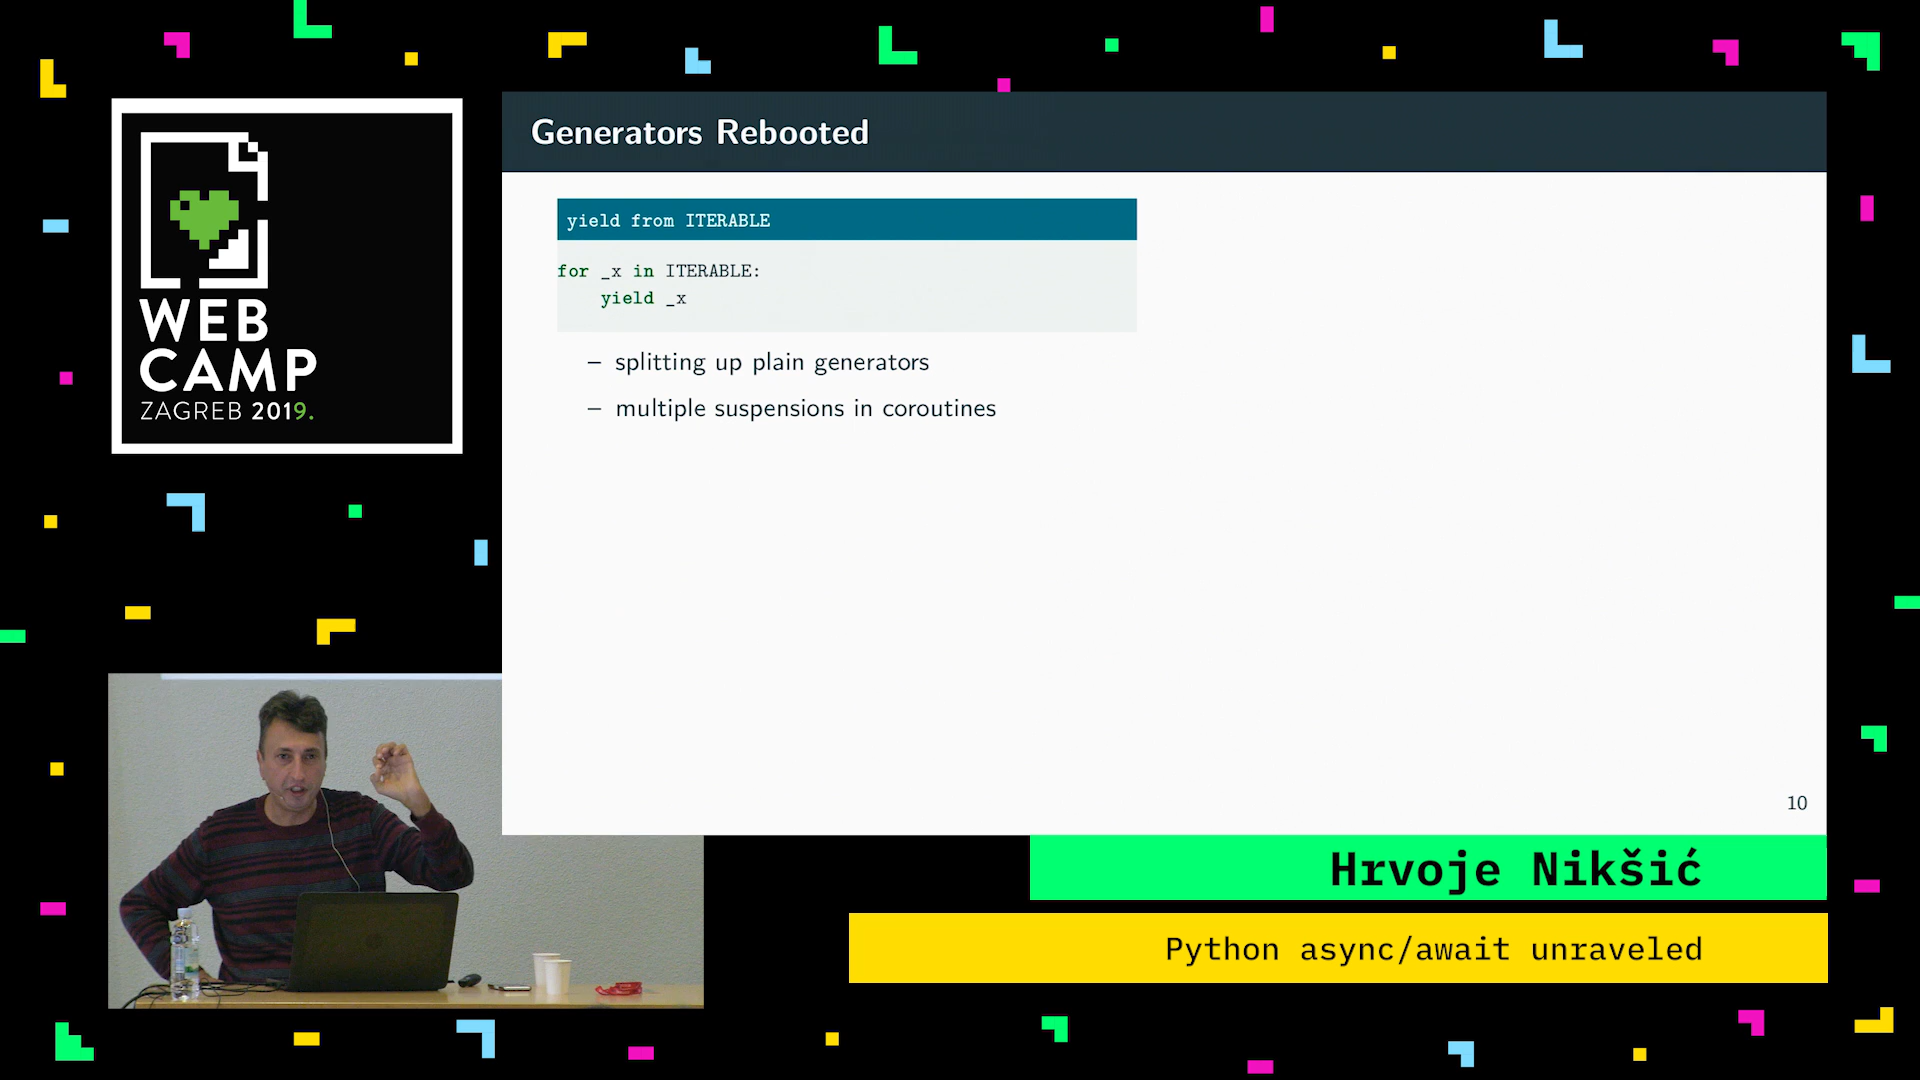 WEB
CAMP
ZAGREB 2019.
Generators Rebooted
yield from ITERABLE
for _x in ITERABLE:
    yield _x
– splitting up plain generators
– multiple suspensions in coroutines
10
Hrvoje Nikšić
Python async/await unraveled